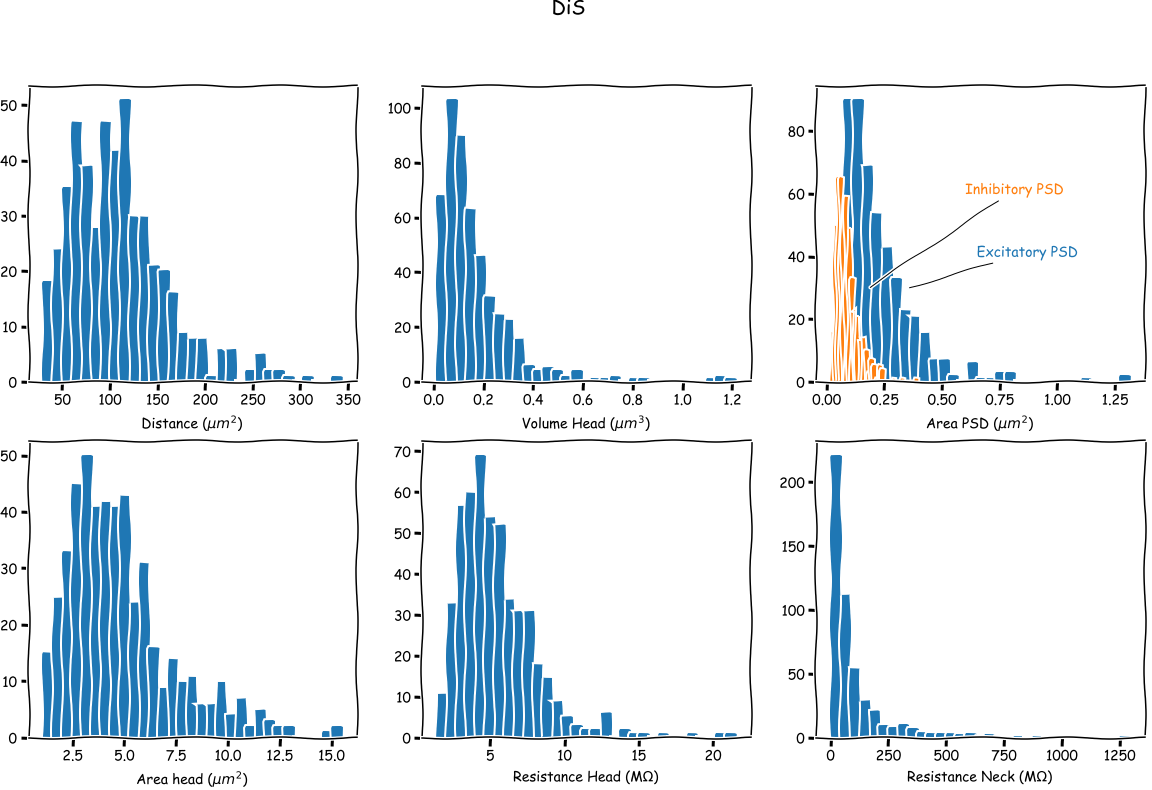 DiS
50
40
30
20
10
0
50 100 150 200 250 300 350
Distance (μm²)
100
80
60
40
20
0
0.0 0.2 0.4 0.6 0.8 1.0 1.2
Volume Head (μm³)
80
60
40
20
0
Inhibitory PSD
Excitatory PSD
0.00 0.25 0.50 0.75 1.00 1.25
Area PSD (μm²)
50
40
30
20
10
0
2.5 5.0 7.5 10.0 12.5 15.0
Area head (μm²)
70
60
50
40
30
20
10
0
5 10 15 20
Resistance Head (MΩ)
200
150
100
50
0
0 250 500 750 1000 1250
Resistance Neck (MΩ)